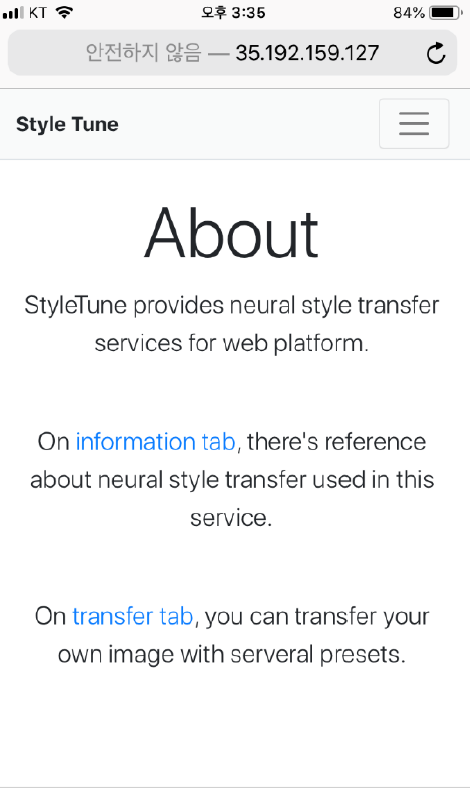 KT 오후 3:35 84%
안전하지 않음 — 35.192.159.127
Style Tune
About
StyleTune provides neural style transfer
services for web platform.
On information tab, there's reference
about neural style transfer used in this
service.
On transfer tab, you can transfer your
own image with serveral presets.